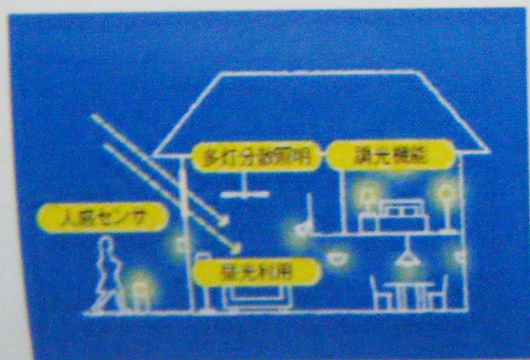 多灯分散照明
調光機能
人感センサ
昼光利用